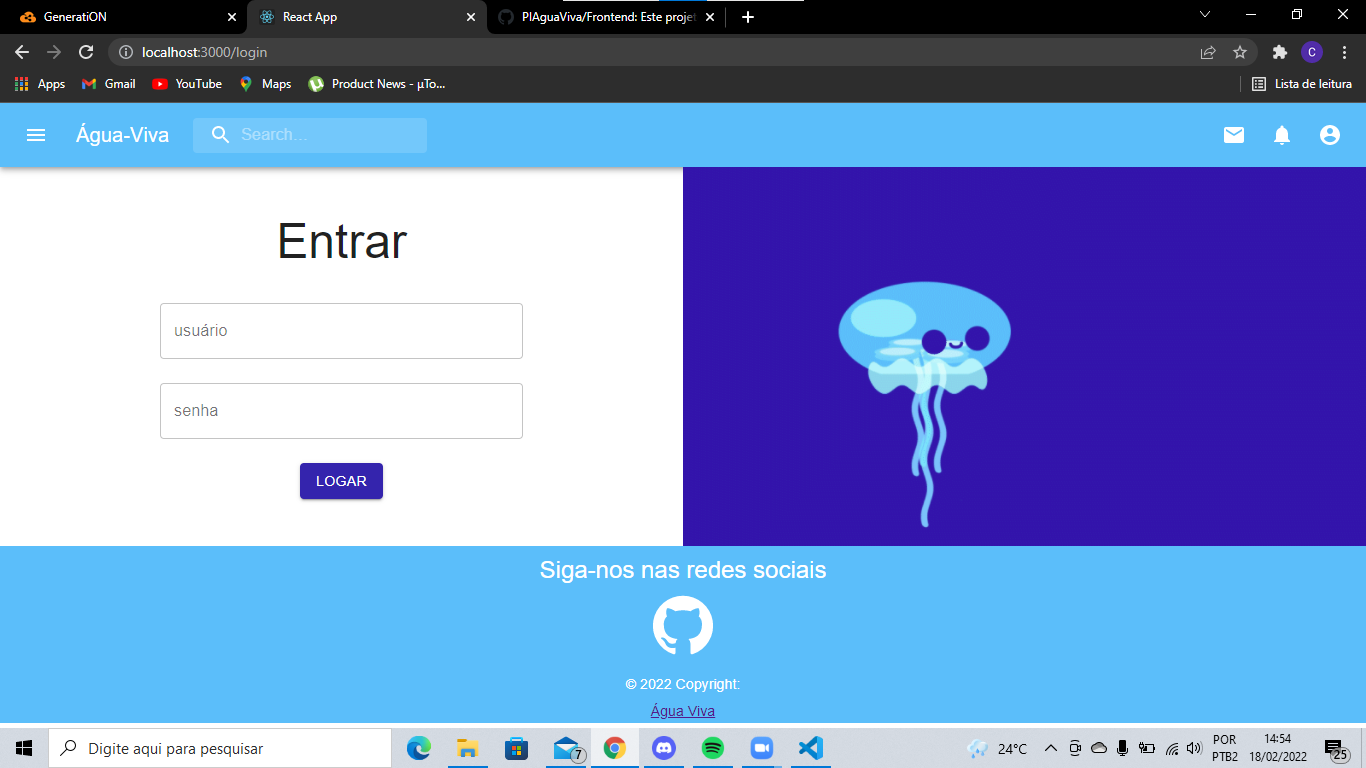 GeneratiON
React App
PIAguaViva/Frontend: Este projet
localhost:3000/login
C
Apps
Gmail
YouTube
Maps
Product News - µTo...
Lista de leitura
Água-Viva
Search...
Entrar
usuário
senha
LOGAR
Siga-nos nas redes sociais
© 2022 Copyright:
Água Viva
Digite aqui para pesquisar
7
24°C
POR
PTB2
14:54
18/02/2022
25